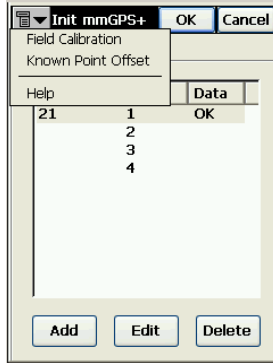 Init mmGPS+ OK Cancel
Field Calibration
Known Point Offset
Help
Data
21 1 OK
2
3
4
Add Edit Delete